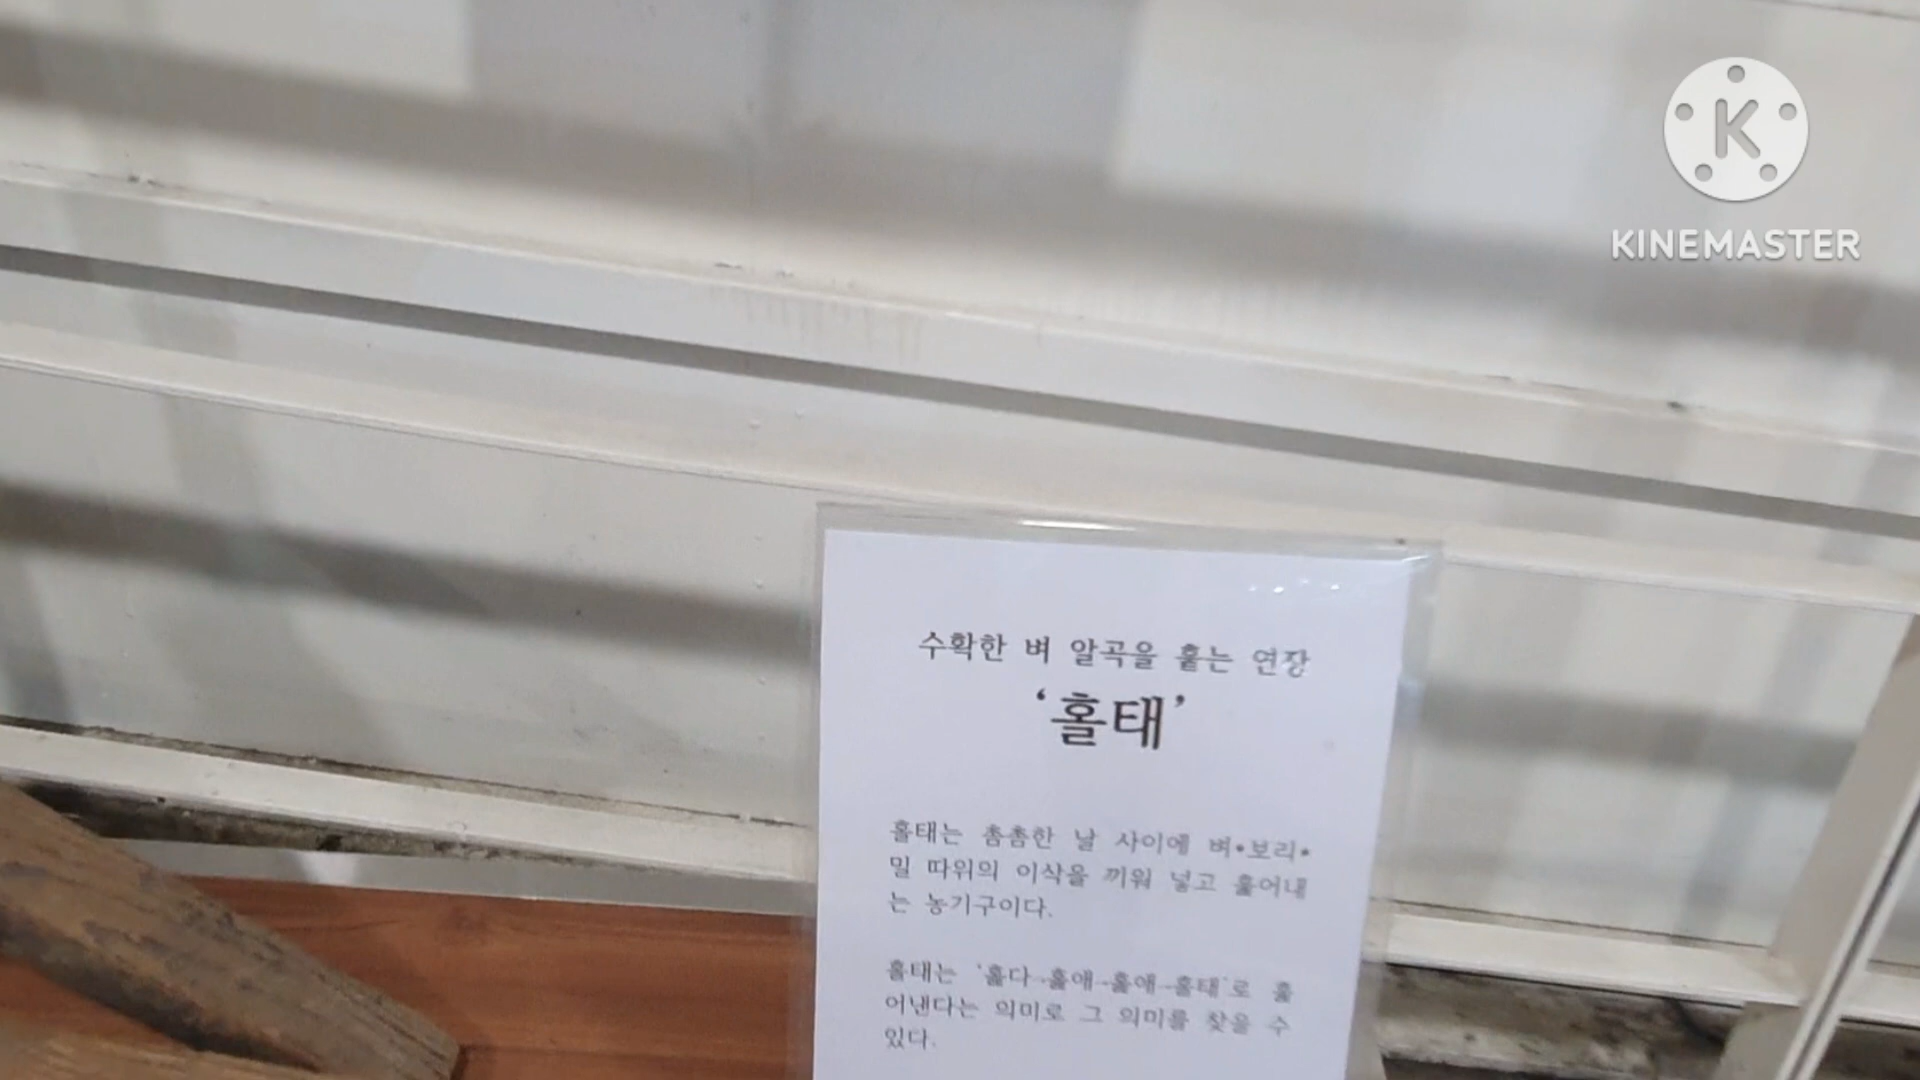 KINEMASTER
수확한 벼 알곡을 훑는 연장
‘홀태’
홀태는 촘촘한 날 사이에 벼•보리•
밀 따위의 이삭을 끼워 넣고 훑어내
는 농기구이다.
홀태는 ‘훑다→훑애→훑애→홀태’로 훑
어낸다는 의미로 그 의미를 찾을 수
있다.